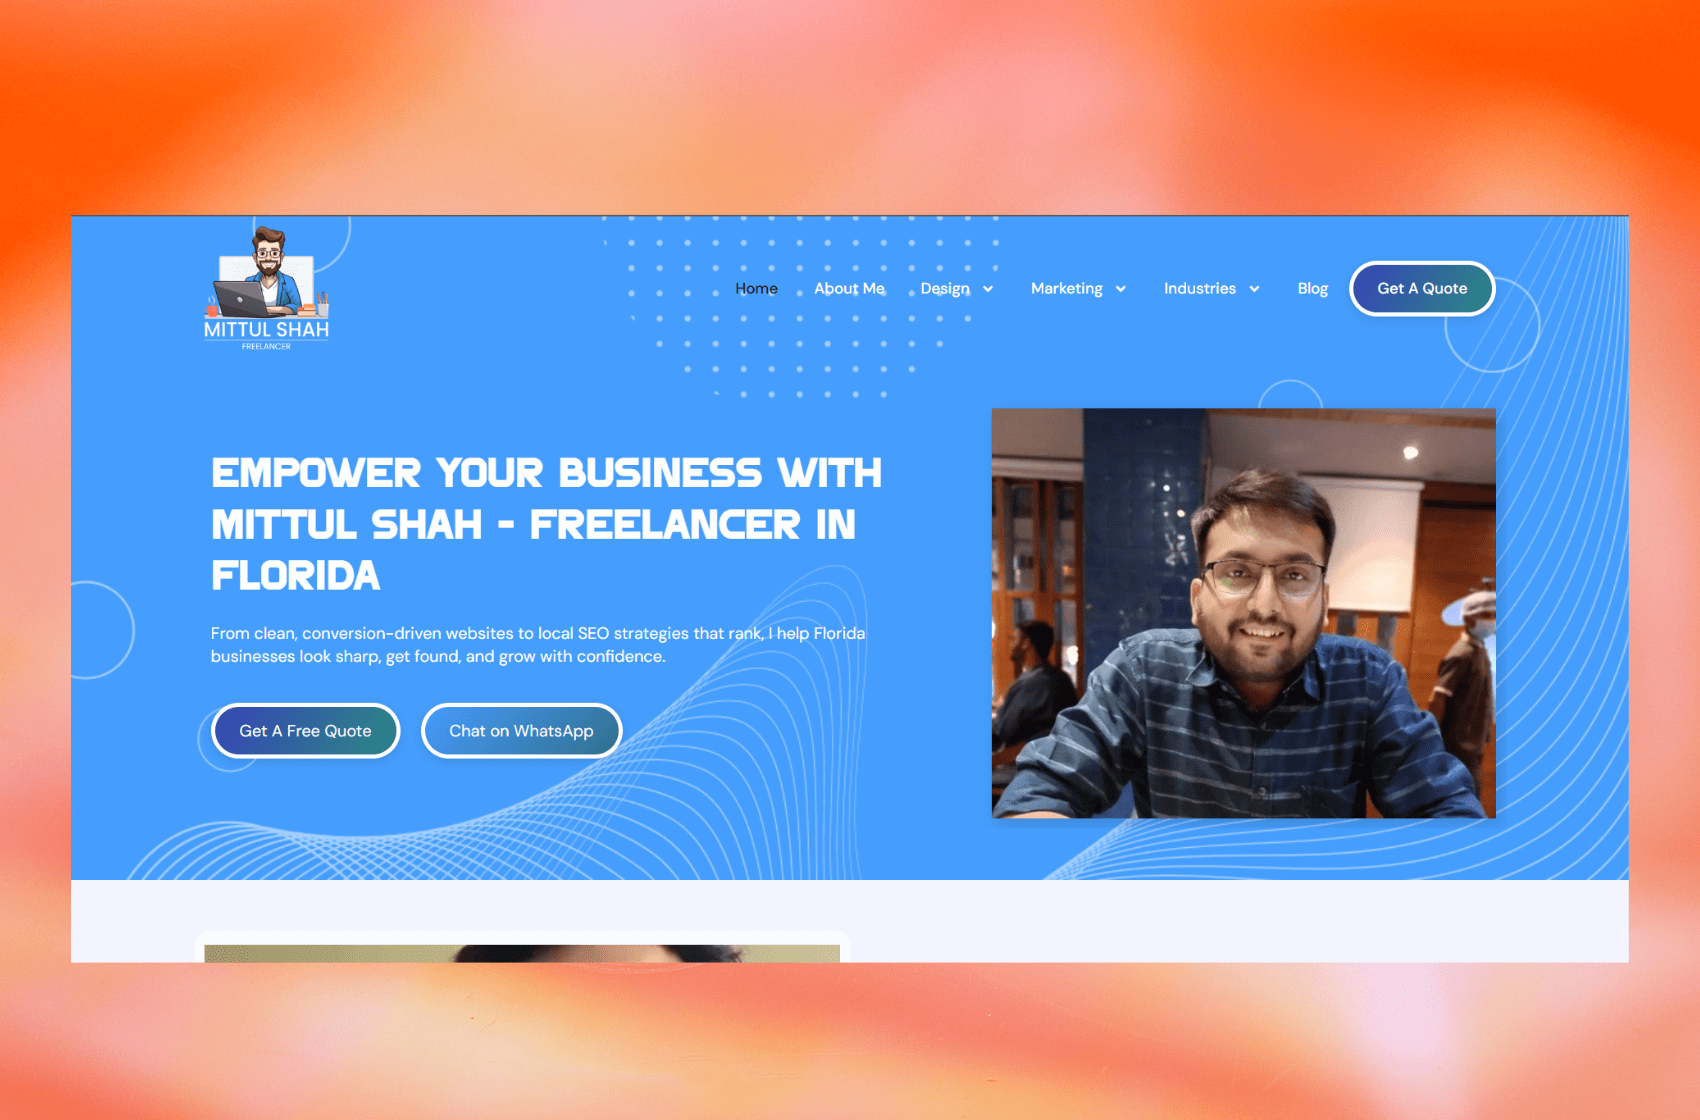 MITTUL SHAH
FREELANCER
Home About Me Design Marketing Industries Blog Get A Quote
EMPOWER YOUR BUSINESS WITH
MITTUL SHAH - FREELANCER IN
FLORIDA
From clean, conversion-driven websites to local SEO strategies that rank, I help Florida
businesses look sharp, get found, and grow with confidence.
Get A Free Quote Chat on WhatsApp